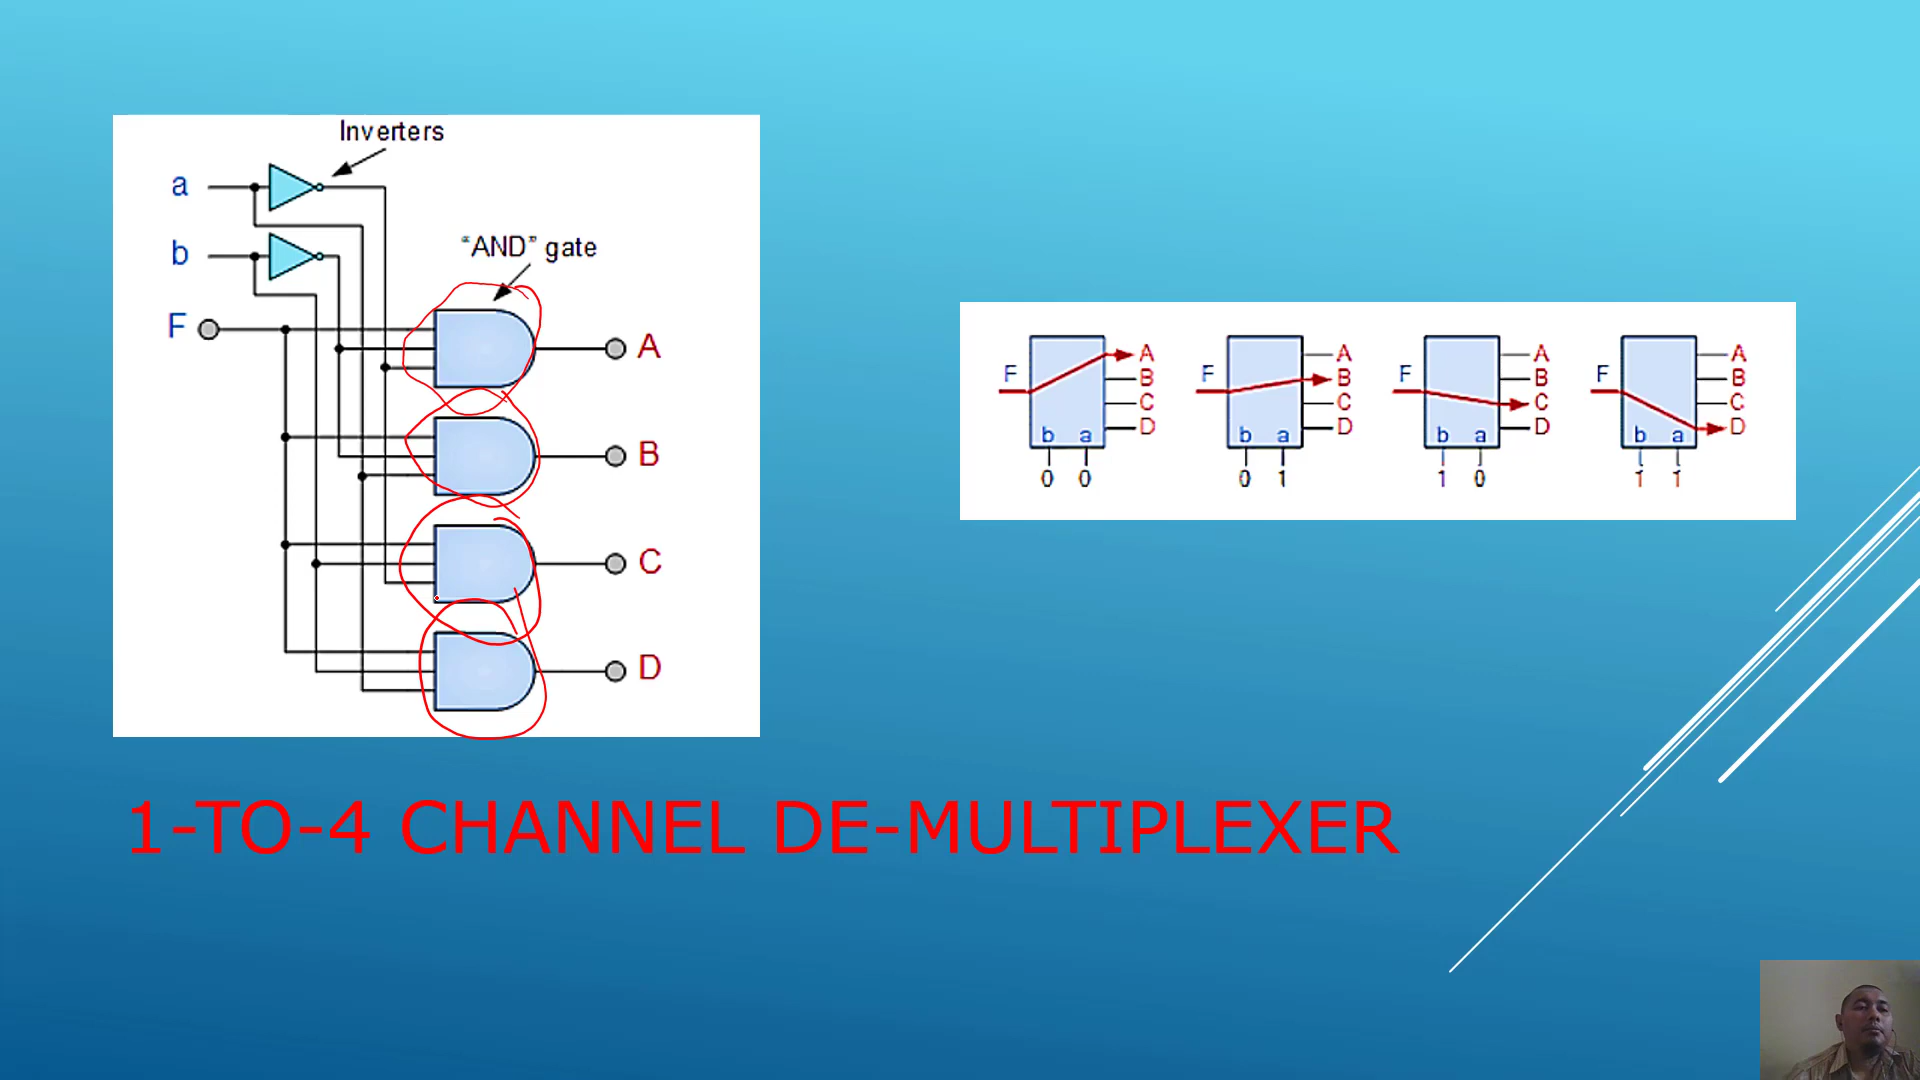 Inverters
a
"AND" gate
b
F
A
B
C
D
F A B C D b a 0 0
F A B C D b a 0 1
F A B C D b a 1 0
F A B C D b a 1 1
1-TO-4 CHANNEL DE-MULTIPLEXER